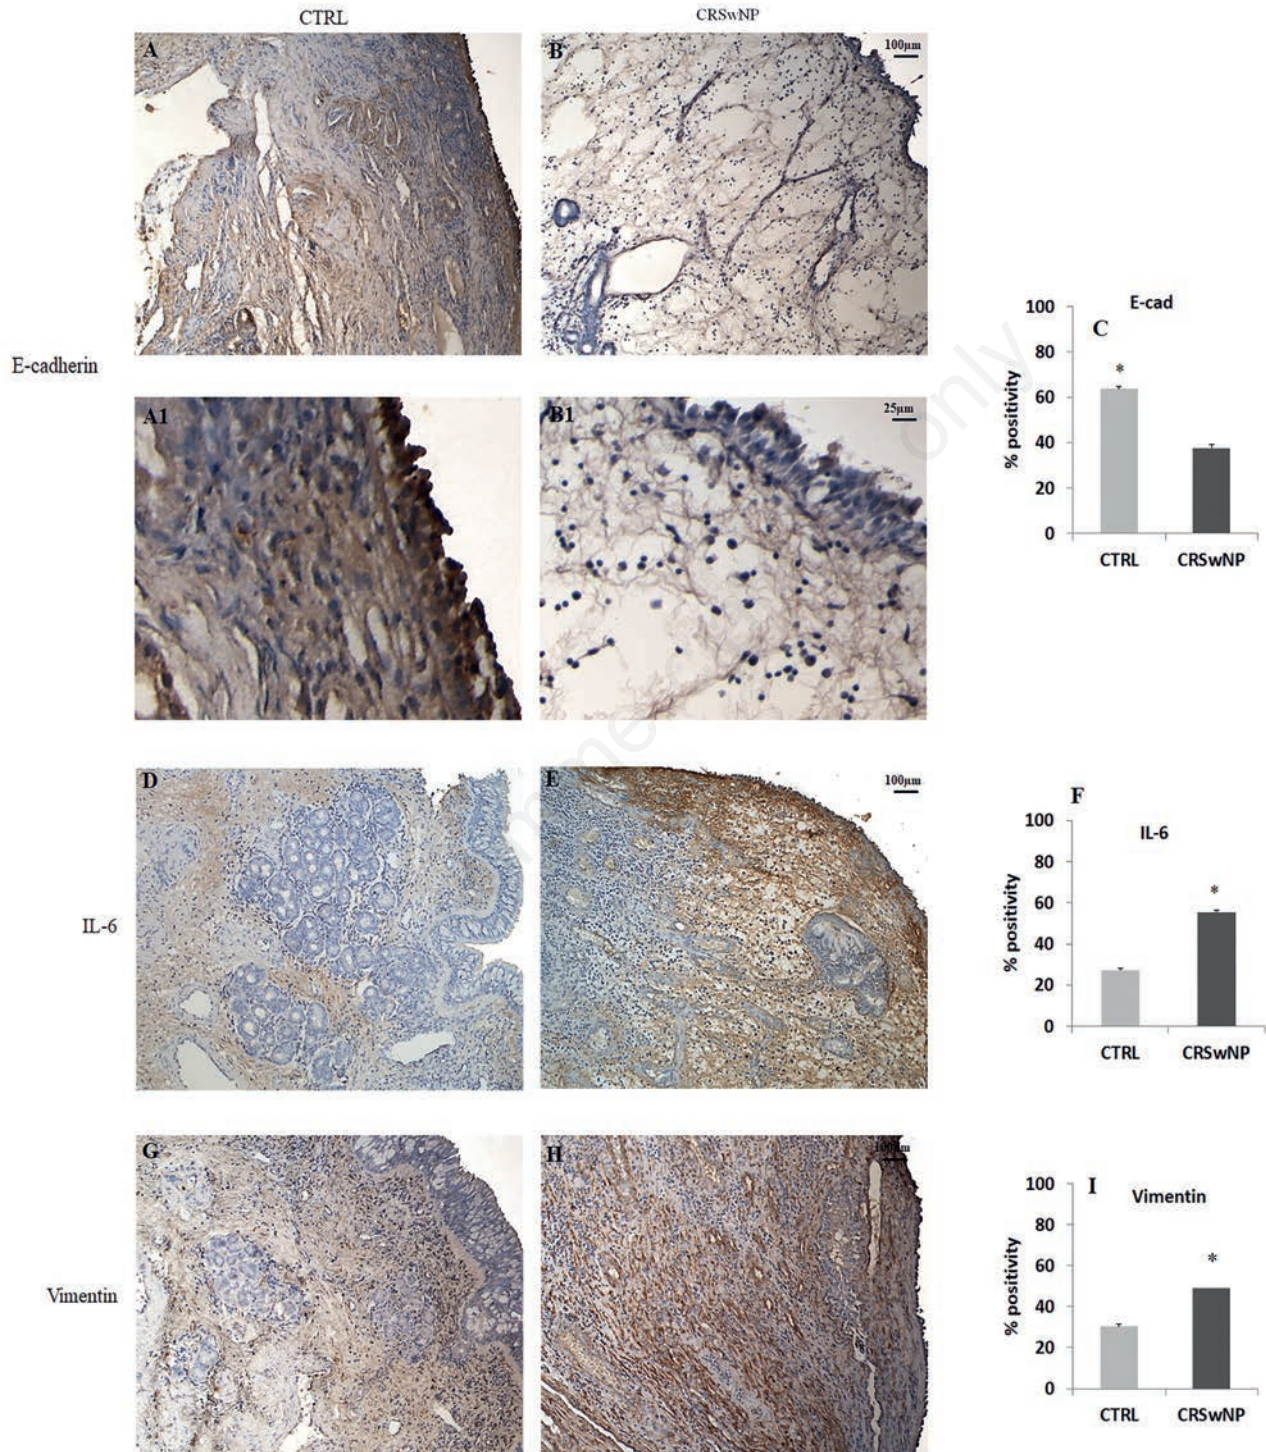 CTRL
CRSwNP
A
B
100µm
E-cadherin
A1
B1
25µm
only
C
E-cad
% positivity
100
80
60
40
20
0
*
CTRL
CRSwNP
IL-6
D
E
100µm
F
IL-6
% positivity
100
80
60
40
20
0
*
CTRL
CRSwNP
Vimentin
G
H
100µm
I
Vimentin
% positivity
100
80
60
40
20
0
*
CTRL
CRSwNP